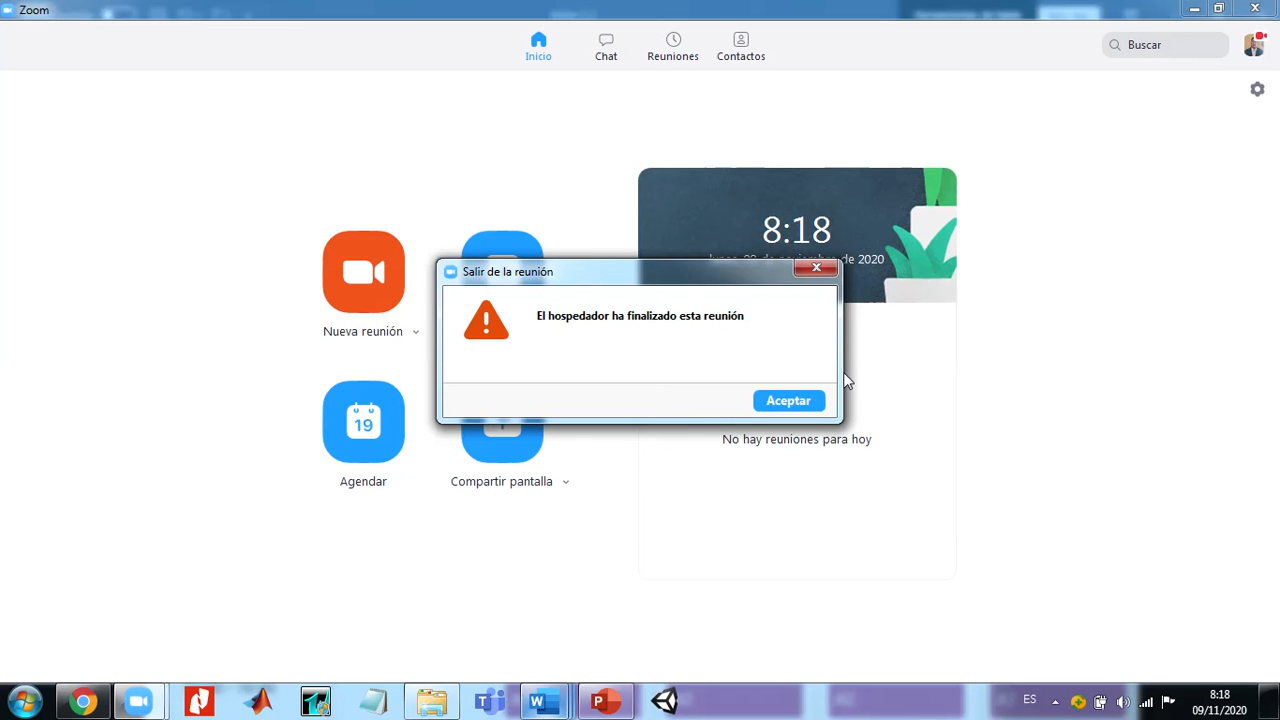 Zoom
Inicio
Chat
Reuniones
Contactos
Buscar
8:18
de 2020
Salir de la reunión
El hospedador ha finalizado esta reunión
Aceptar
Nueva reunión
19
Agendar
Compartir pantalla
No hay reuniones para hoy
ES
8:18
09/11/2020